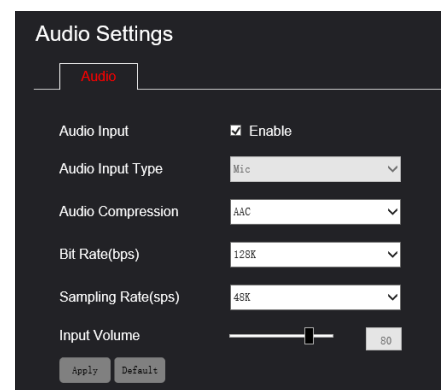 Audio Settings
Audio
Audio Input Enable
Audio Input Type Mic
Audio Compression AAC
Bit Rate(bps) 128K
Sampling Rate(sps) 48K
Input Volume 80
Apply Default